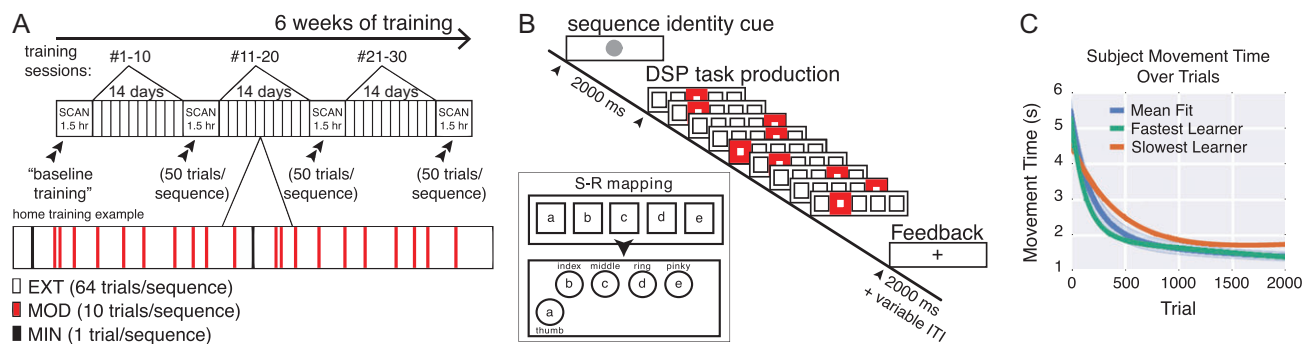 A
6 weeks of training
training
sessions:
#1-10
#11-20
#21-30
14 days
14 days
14 days
SCAN
1.5 hr
SCAN
1.5 hr
SCAN
1.5 hr
SCAN
1.5 hr
“baseline
training”
(50 trials/
sequence)
(50 trials/
sequence)
(50 trials/
sequence)
home training example
EXT (64 trials/sequence)
MOD (10 trials/sequence)
MIN (1 trial/sequence)
B
sequence identity cue
2000 ms
DSP task production
S-R mapping
a b c d e
index middle ring pinky
b c d e
a
thumb
Feedback
+
2000 ms
+ variable ITI
C
Subject Movement Time
Over Trials
Movement Time (s)
6
5
4
3
2
1
Mean Fit
Fastest Learner
Slowest Learner
0 500 1000 1500 2000
Trial